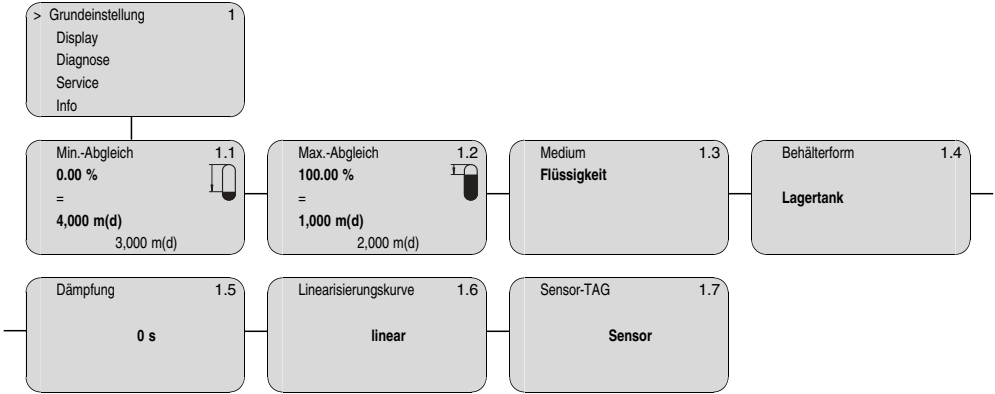 > Grundeinstellung 1
Display
Diagnose
Service
Info
Min.-Abgleich 1.1
0.00 %
=
4,000 m(d)
3,000 m(d)
Max.-Abgleich 1.2
100.00 %
=
1,000 m(d)
2,000 m(d)
Medium 1.3
Flüssigkeit
Behälterform 1.4
Lagertank
Dämpfung 1.5
0 s
Linearisierungskurve 1.6
linear
Sensor-TAG 1.7
Sensor